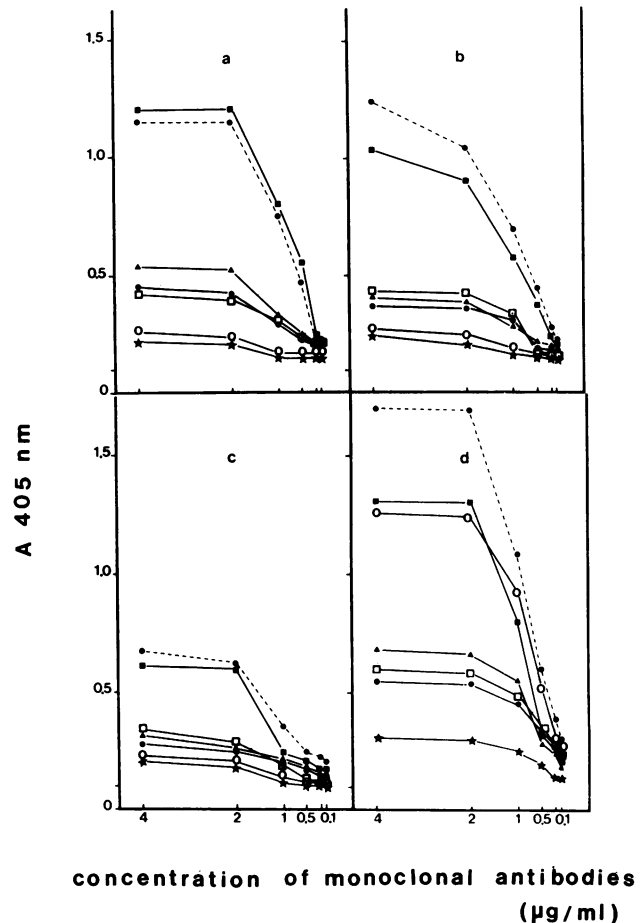 a
b
1,5
1,0
0,5
0
c
d
1,5
1,0
0,5
0
4 2 1 0,5 0,1
4 2 1 0,5 0,1
A 405 nm
concentration of monoclonal antibodies
(µg/ml)